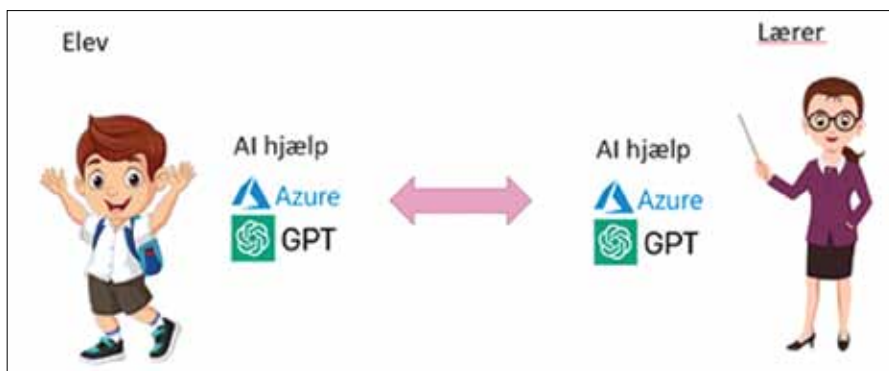 Elev
Lærer
AI hjælp
Azure
GPT
AI hjælp
Azure
GPT